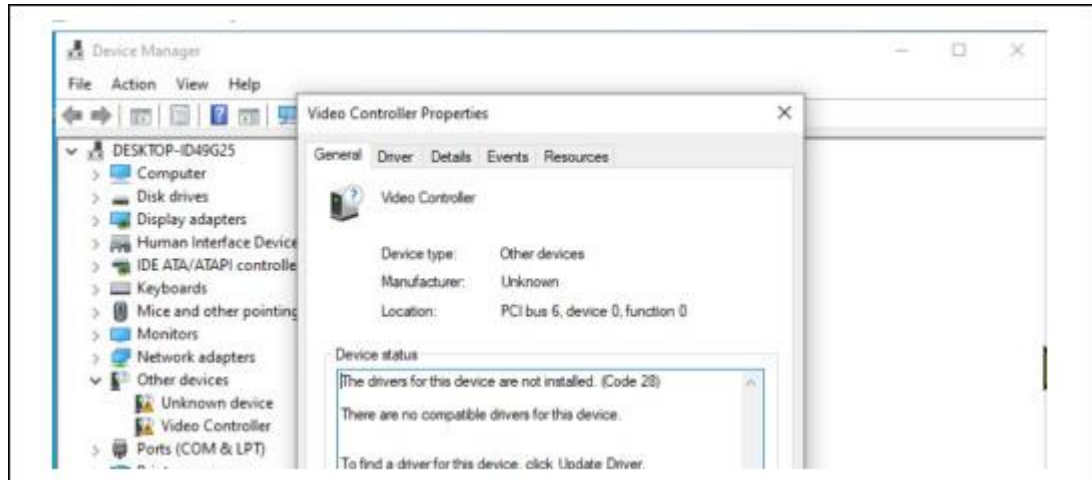 Device Manager
File Action View Help
Video Controller Properties
DESKTOP-ID49G25
Computer
Disk drives
Display adapters
Human Interface Device
IDE ATA/ATAPI controlle
Keyboards
Mice and other pointing
Monitors
Network adapters
Other devices
Unknown device
Video Controller
Ports (COM & LPT)
General Driver Details Events Resources
Video Controller
Device type: Other devices
Manufacturer: Unknown
Location: PCI bus 6, device 0, function 0
Device status
The drivers for this device are not installed. (Code 28)
There are no compatible drivers for this device.
To find a driver for this device, click Update Driver.